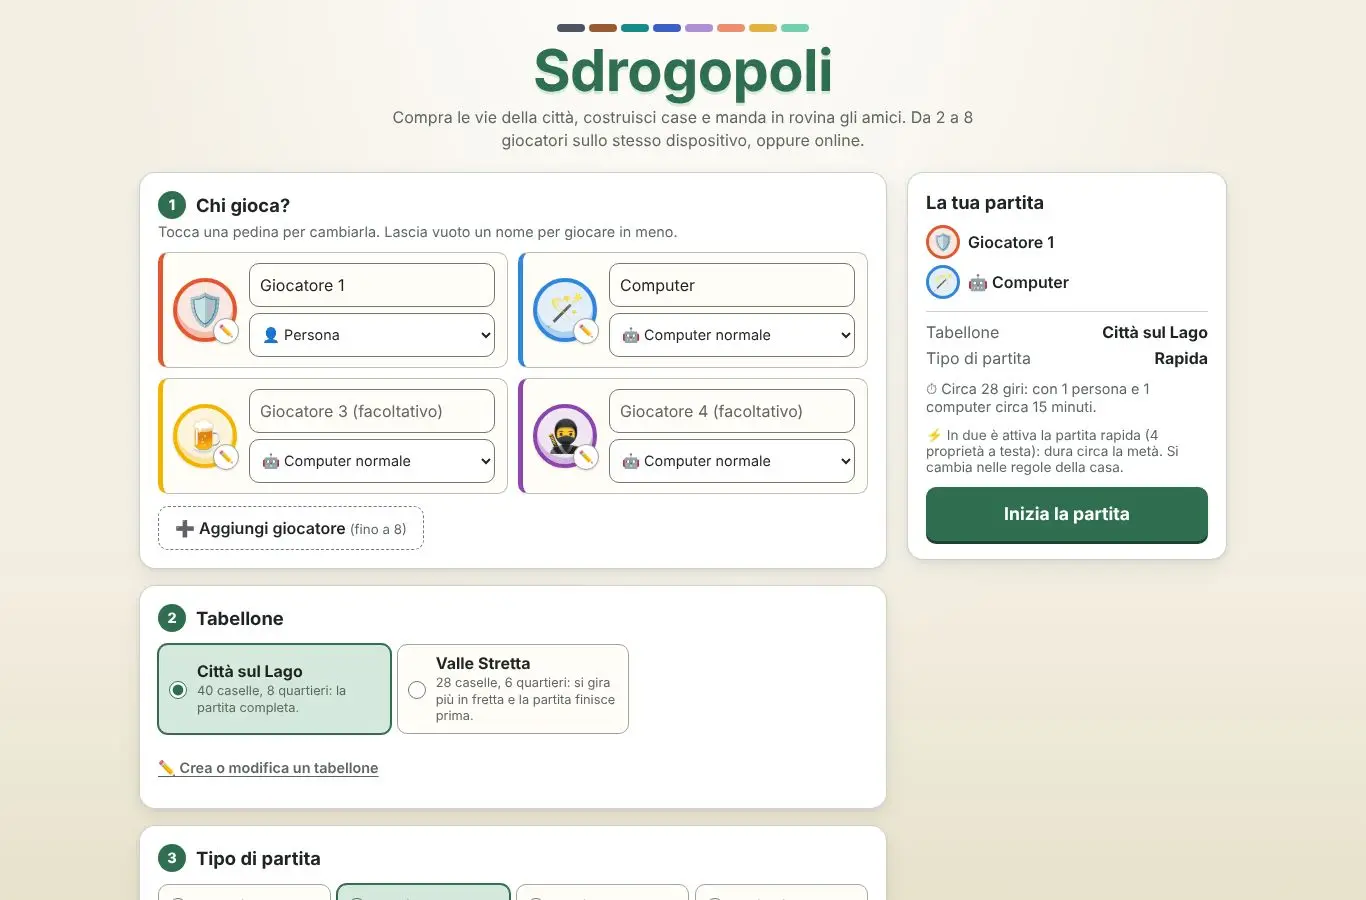 Sdrogopoli
Compra le vie della città, costruisci case e manda in rovina gli amici. Da 2 a 8
giocatori sullo stesso dispositivo, oppure online.
1 Chi gioca?
Tocca una pedina per cambiarla. Lascia vuoto un nome per giocare in meno.
Giocatore 1
Persona
Computer
Computer normale
Giocatore 3 (facoltativo)
Computer normale
Giocatore 4 (facoltativo)
Computer normale
Aggiungi giocatore (fino a 8)
2 Tabellone
Città sul Lago
40 caselle, 8 quartieri: la
partita completa.
Valle Stretta
28 caselle, 6 quartieri: si gira
più in fretta e la partita finisce
prima.
Crea o modifica un tabellone
3 Tipo di partita
La tua partita
Giocatore 1
Computer
Tabellone Città sul Lago
Tipo di partita Rapida
Circa 28 giri: con 1 persona e 1
computer circa 15 minuti.
In due è attiva la partita rapida (4
proprietà a testa): dura circa la metà. Si
cambia nelle regole della casa.
Inizia la partita